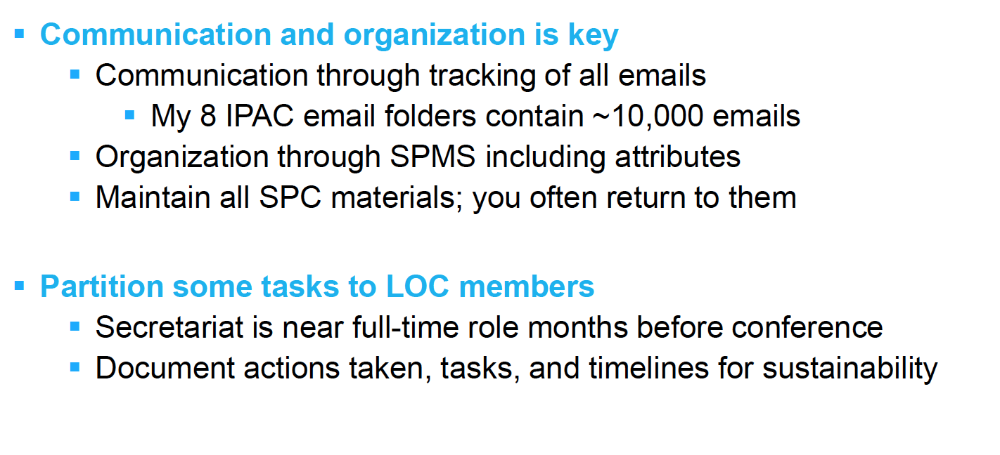 Communication and organization is key
Communication through tracking of all emails
My 8 IPAC email folders contain ~10,000 emails
Organization through SPMS including attributes
Maintain all SPC materials; you often return to them
Partition some tasks to LOC members
Secretariat is near full-time role months before conference
Document actions taken, tasks, and timelines for sustainability